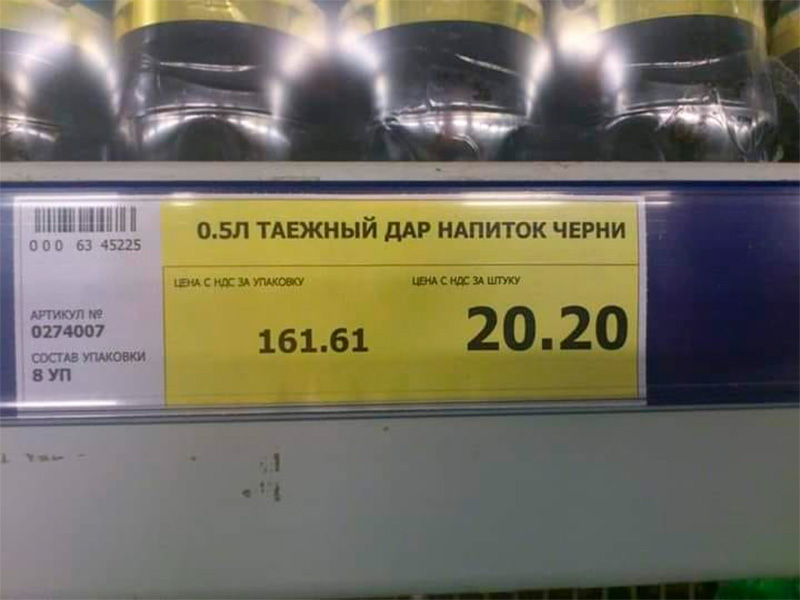 0.5Л ТАЕЖНЫЙ ДАР НАПИТОК ЧЕРНИ
000 63 45225
ЦЕНА С НДС ЗА УПАКОВКУ
ЦЕНА С НДС ЗА ШТУКУ
161.61
20.20
АРТИКУЛ №
0274007
СОСТАВ УПАКОВКИ
8 УП